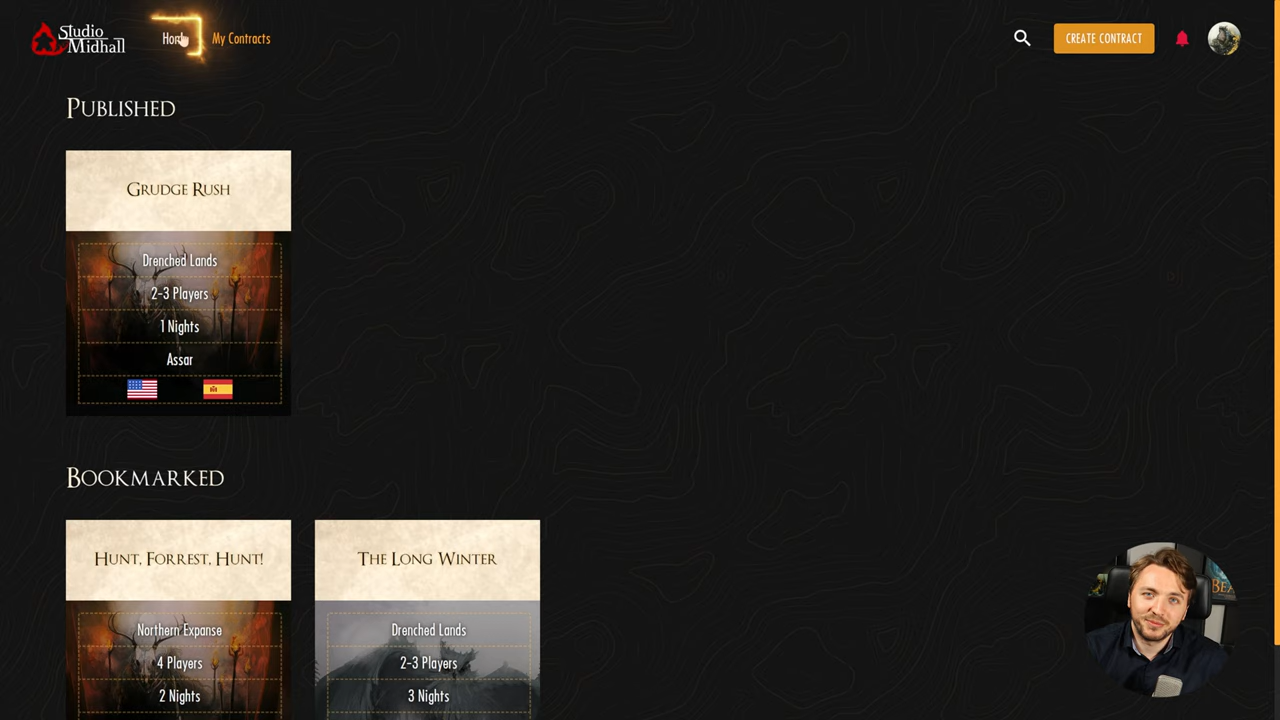 Studio
Midhall
Home
My Contracts
CREATE CONTRACT
PUBLISHED
GRUDGE RUSH
Drenched Lands
2-3 Players
1 Nights
Assar
BOOKMARKED
HUNT, FORREST, HUNT!
THE LONG WINTER
Northern Expanse
Drenched Lands
4 Players
2-3 Players
2 Nights
3 Nights